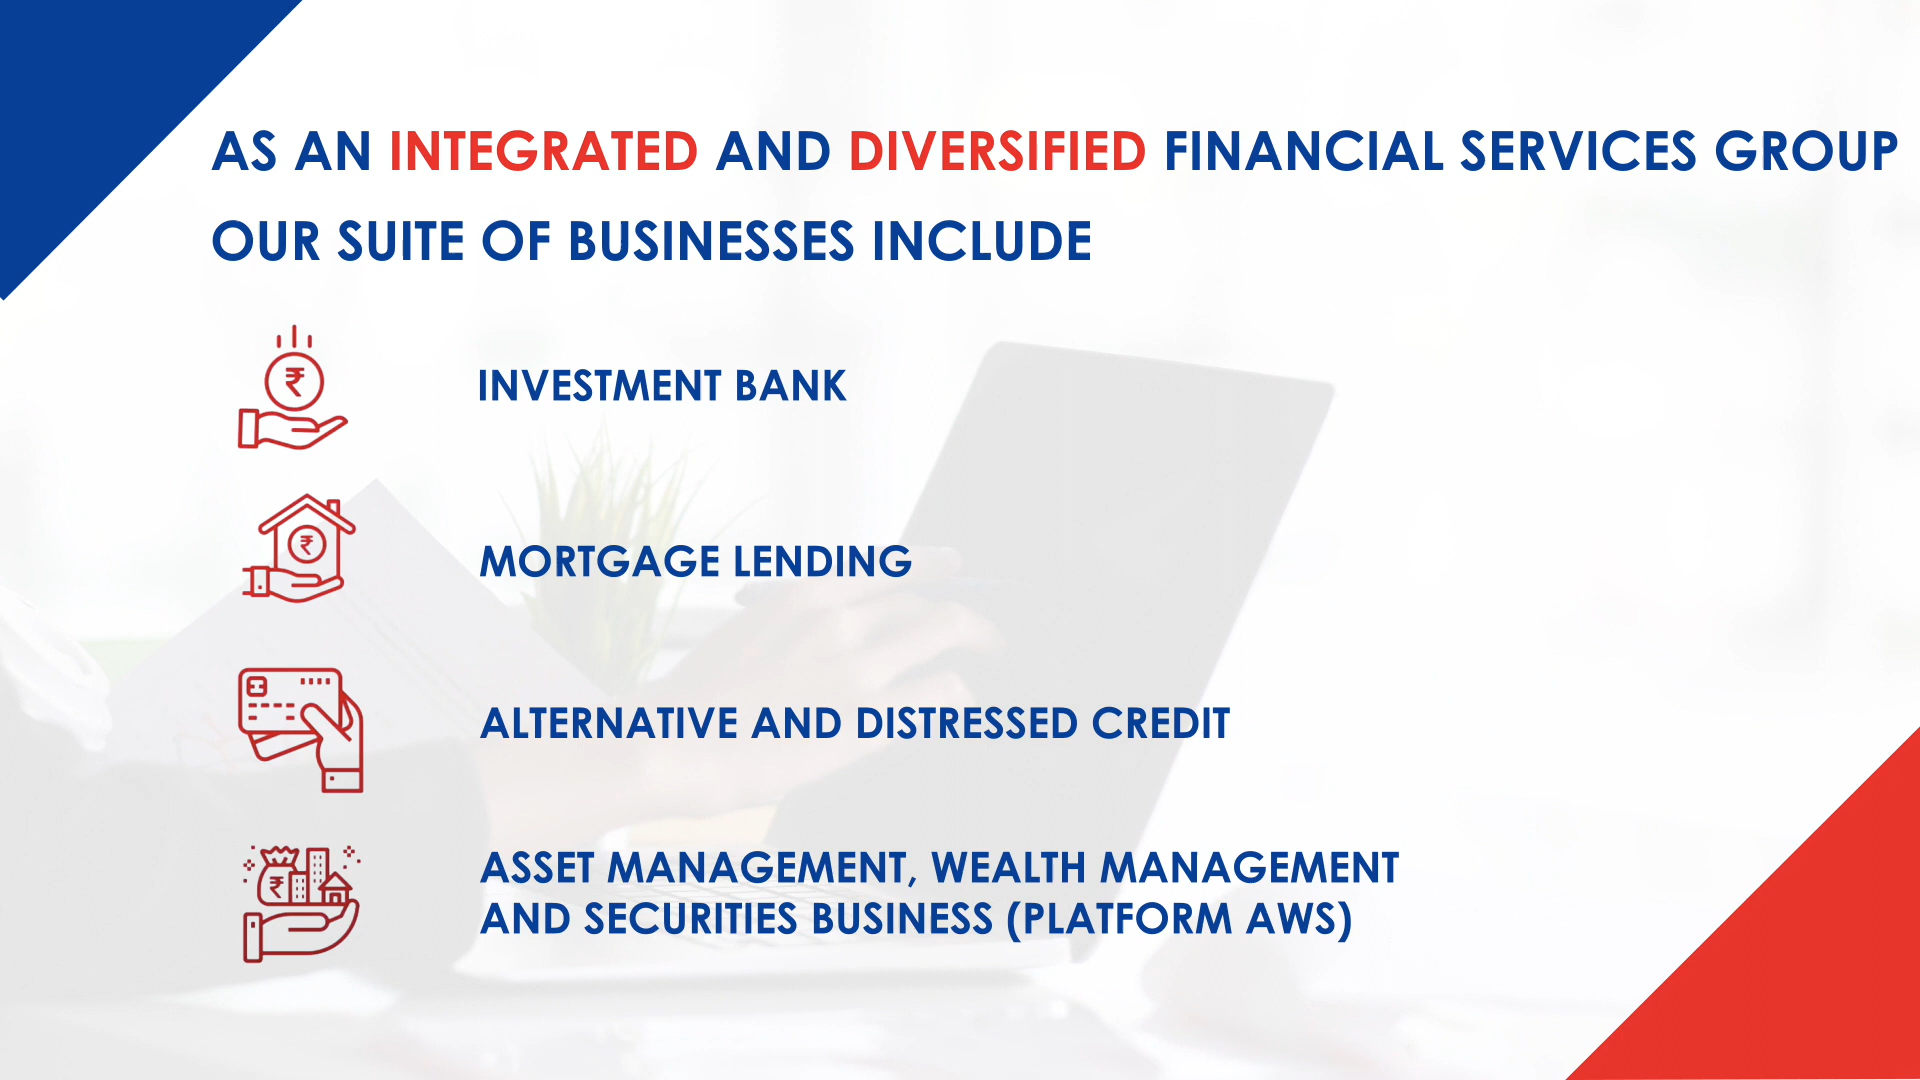 AS AN INTEGRATED AND DIVERSIFIED FINANCIAL SERVICES GROUP
OUR SUITE OF BUSINESSES INCLUDE
₹
INVESTMENT BANK
₹
MORTGAGE LENDING
ALTERNATIVE AND DISTRESSED CREDIT
₹
ASSET MANAGEMENT, WEALTH MANAGEMENT
AND SECURITIES BUSINESS (PLATFORM AWS)